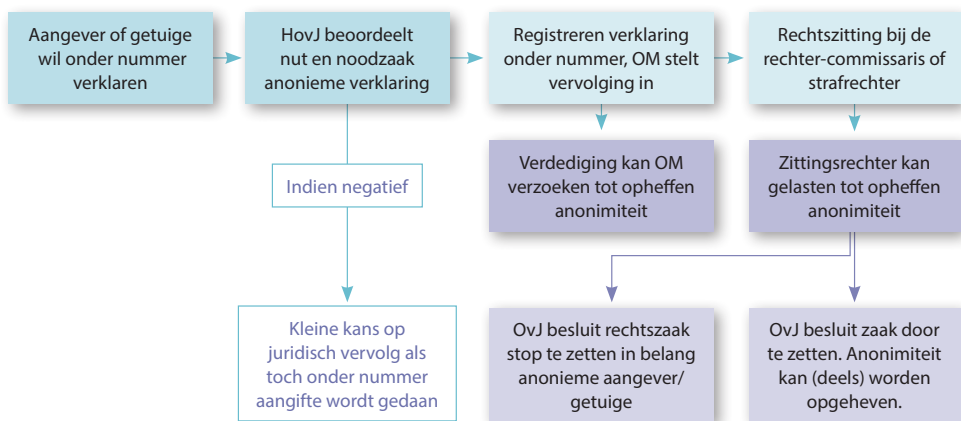 Aangever of getuige
wil onder nummer
verklaren
HovJ beoordeelt
nut en noodzaak
anonieme verklaring
Registreren verklaring
onder nummer, OM stelt
vervolging in
Rechtszitting bij de
rechter-commissaris of
strafrechter
Indien negatief
Verdediging kan OM
verzoeken tot opheffen
anonimiteit
Zittingsrechter kan
gelasten tot opheffen
anonimiteit
Kleine kans op
juridisch vervolg als
toch onder nummer
aangifte wordt gedaan
OvJ besluit rechtszaak
stop te zetten in belang
anonieme aangever/
getuige
OvJ besluit zaak door
te zetten. Anonimiteit
kan (deels) worden
opgeheven.